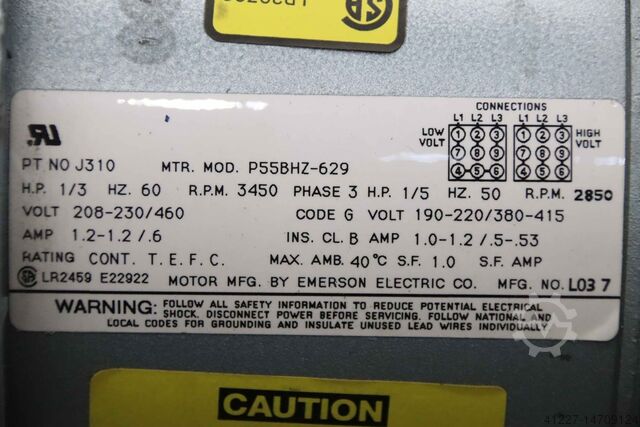 CONNECTIONS
L1 L2 L3 L1 L2 L3
LOW VOLT 1 2 3 1 2 3 HIGH VOLT
7 8 9 7 8 9
4 5 6 4 5 6
PT. NO J310 MTR. MOD. P55BHZ-629
H.P. 1/3 HZ. 60 R.P.M. 3450 PHASE 3 H.P. 1/5 HZ. 50 R.P.M. 2850
VOLT 208-230/460 CODE G VOLT 190-220/380-415
AMP 1.2-1.2/.6 INS. CL. B AMP 1.0-1.2/.5-.53
RATING CONT. T.E.F.C. MAX. AMB. 40°C S.F. 1.0 S.F. AMP
LR2459 E22922 MOTOR MFG. BY EMERSON ELECTRIC CO. MFG. NO. L03 7
WARNING: FOLLOW ALL SAFETY INFORMATION TO REDUCE POTENTIAL ELECTRICAL
SHOCK. DISCONNECT POWER BEFORE SERVICING. FOLLOW NATIONAL AND
LOCAL CODES FOR GROUNDING AND INSULATE UNUSED LEAD WIRES INDIVIDUALLY
CAUTION